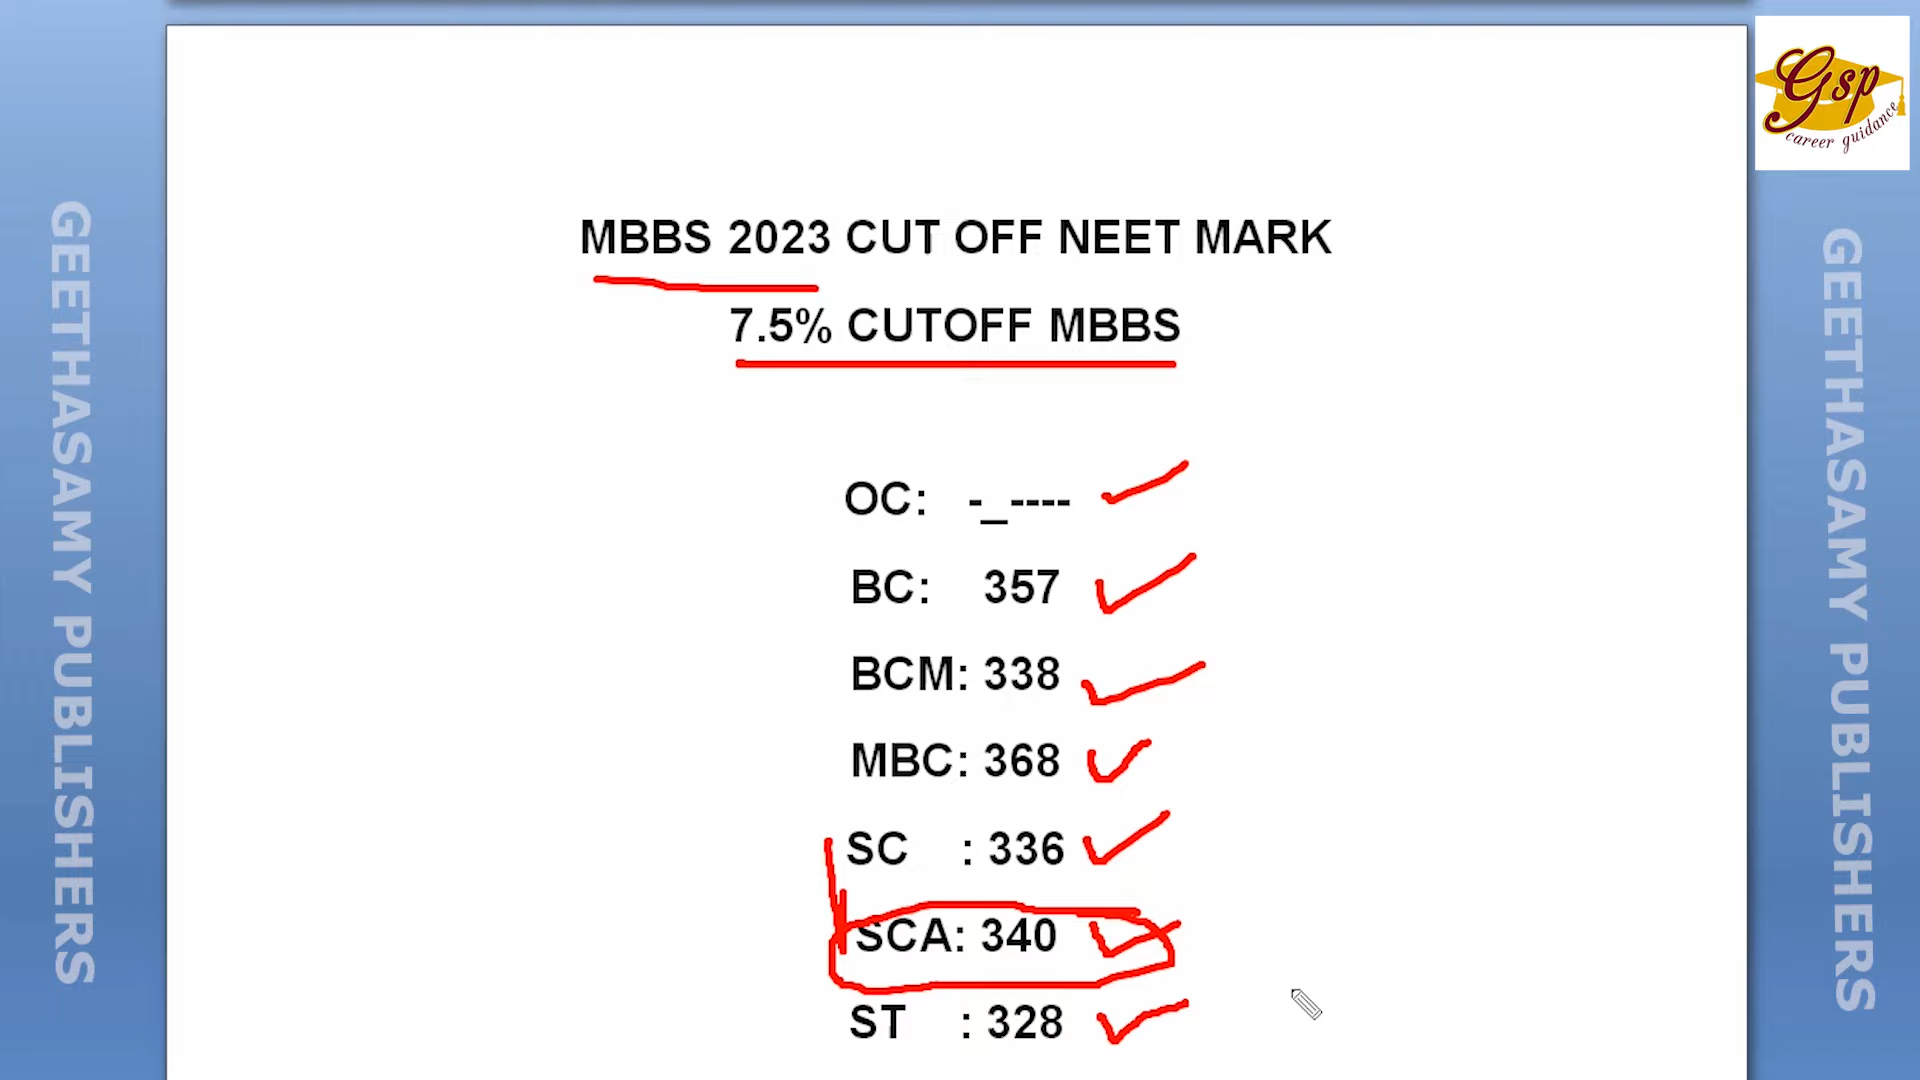 MBBS 2023 CUT OFF NEET MARK
7.5% CUTOFF MBBS
OC: -_----
BC: 357
BCM: 338
MBC: 368
SC : 336
SCA: 340
ST : 328
GEETHASAMY PUBLISHERS
GEETHASAMY PUBLISHERS
Gsp
career guidance